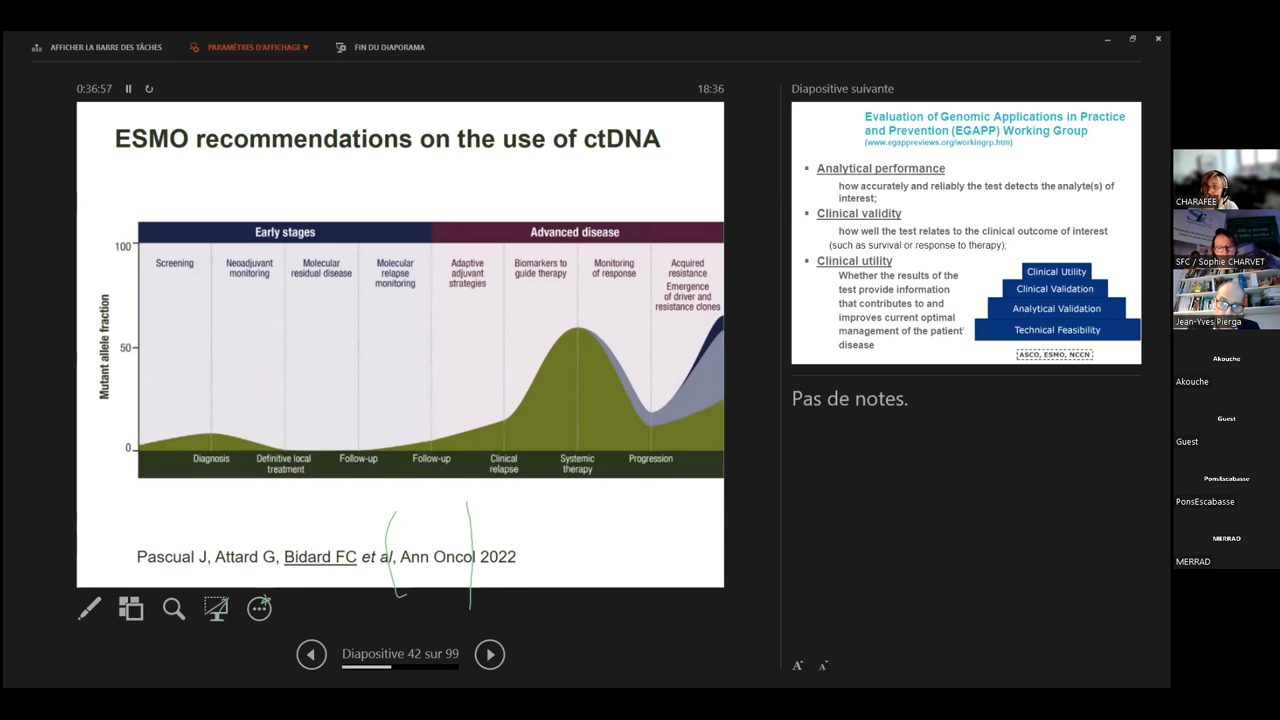 AFFICHER LA BARRE DES TÂCHES
PARAMÈTRES D'AFFICHAGE ▼
FIN DU DIAPORAMA
0:36:57
18:36
ESMO recommendations on the use of ctDNA
Early stages
Advanced disease
Mutant allele fraction
100
50
0
Screening
Neoadjuvant
monitoring
Molecular
residual disease
Molecular
relapse
monitoring
Adaptive
adjuvant
strategies
Biomarkers to
guide therapy
Monitoring
of response
Acquired
resistance
Emergence
of driver and
resistance clones
Diagnosis
Definitive local
treatment
Follow-up
Follow-up
Clinical
relapse
Systemic
therapy
Progression
Pascual J, Attard G, Bidard FC et al, Ann Oncol 2022
Diapositive 42 sur 99
Diapositive suivante
Evaluation of Genomic Applications in Practice
and Prevention (EGAPP) Working Group
(www.egappreviews.org/workingrp.htm)
▪ Analytical performance
how accurately and reliably the test detects the analyte(s) of
interest;
▪ Clinical validity
how well the test relates to the clinical outcome of interest
(such as survival or response to therapy);
▪ Clinical utility
Whether the results of the
test provide information
that contributes to and
improves current optimal
management of the patient'
disease
Clinical Utility
Clinical Validation
Analytical Validation
Technical Feasibility
ASCO, ESMO, NCCN
Pas de notes.
A
A
CHARAFEE
SFC / Sophie CHARVET
Jean-Yves Pierga
Akouche
Akouche
Guest
Guest
PonsEscabasse
PonsEscabasse
MERRAD
MERRAD